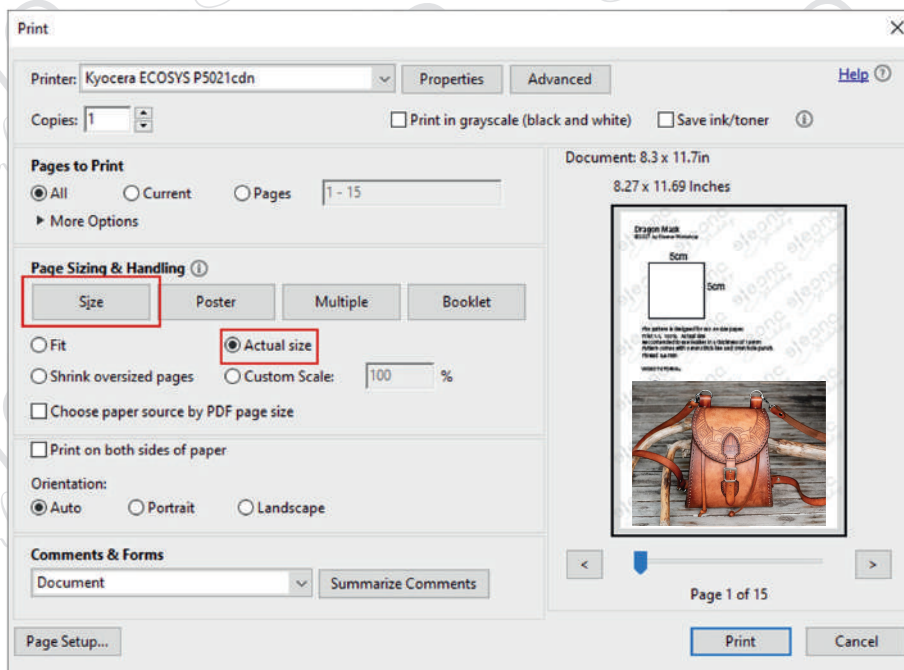 Print
Printer: Kyocera ECOSYS P5021cdn Properties Advanced Help
Copies: 1 Print in grayscale (black and white) Save ink/toner
Pages to Print
All Current Pages 1 - 15
More Options
Page Sizing & Handling
Size Poster Multiple Booklet
Fit Actual size
Shrink oversized pages Custom Scale: 100 %
Choose paper source by PDF page size
Print on both sides of paper
Orientation:
Auto Portrait Landscape
Comments & Forms
Document Summarize Comments
Page Setup...
Document: 8.3 x 11.7in
8.27 x 11.69 Inches
Dragon Mask
5cm
5cm
< >
Page 1 of 15
Print Cancel